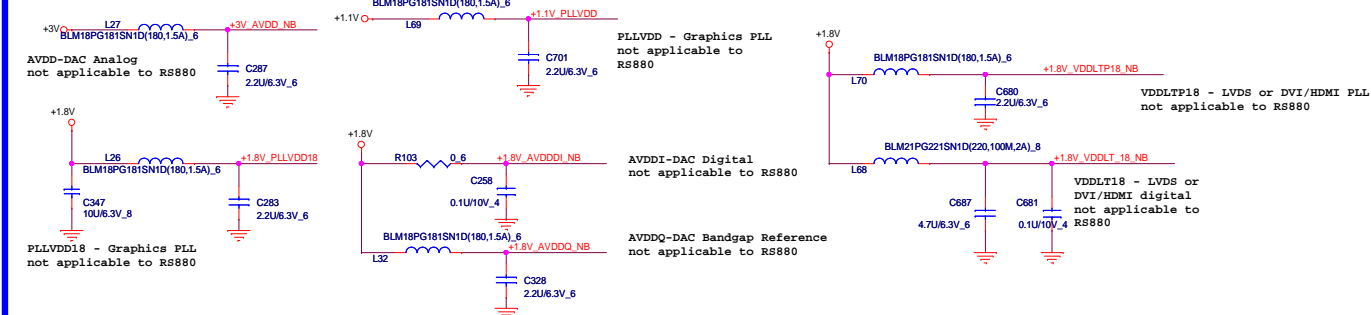 +3V
L27
BLM18PG181SN1D(180,1.5A)_6
+3V_AVDD_NB
C287
2.2U/6.3V_6
AVDD-DAC Analog
not applicable to RS880
BLM18PG181SN1D(180,1.5A)_6
+1.1V
L69
+1.1V_PLLVDD
C701
2.2U/6.3V_6
PLLVDD - Graphics PLL
not applicable to
RS880
+1.8V
L70
BLM18PG181SN1D(180,1.5A)_6
+1.8V_VDDLTP18_NB
C680
2.2U/6.3V_6
VDDLTP18 - LVDS or DVI/HDMI PLL
not applicable to RS880
L68
BLM21PG221SN1D(220,100M,2A)_8
+1.8V_VDDLT_18_NB
C687
4.7U/6.3V_6
C681
0.1U/10V_4
VDDLT18 - LVDS or
DVI/HDMI digital
not applicable to
RS880
+1.8V
L26
BLM18PG181SN1D(180,1.5A)_6
+1.8V_PLLVDD18
C347
10U/6.3V_8
C283
2.2U/6.3V_6
PLLVDD18 - Graphics PLL
not applicable to RS880
+1.8V
R103
0_6
+1.8V_AVDDDI_NB
C258
0.1U/10V_4
AVDDI-DAC Digital
not applicable to RS880
BLM18PG181SN1D(180,1.5A)_6
L32
+1.8V_AVDDQ_NB
C328
2.2U/6.3V_6
AVDDQ-DAC Bandgap Reference
not applicable to RS880